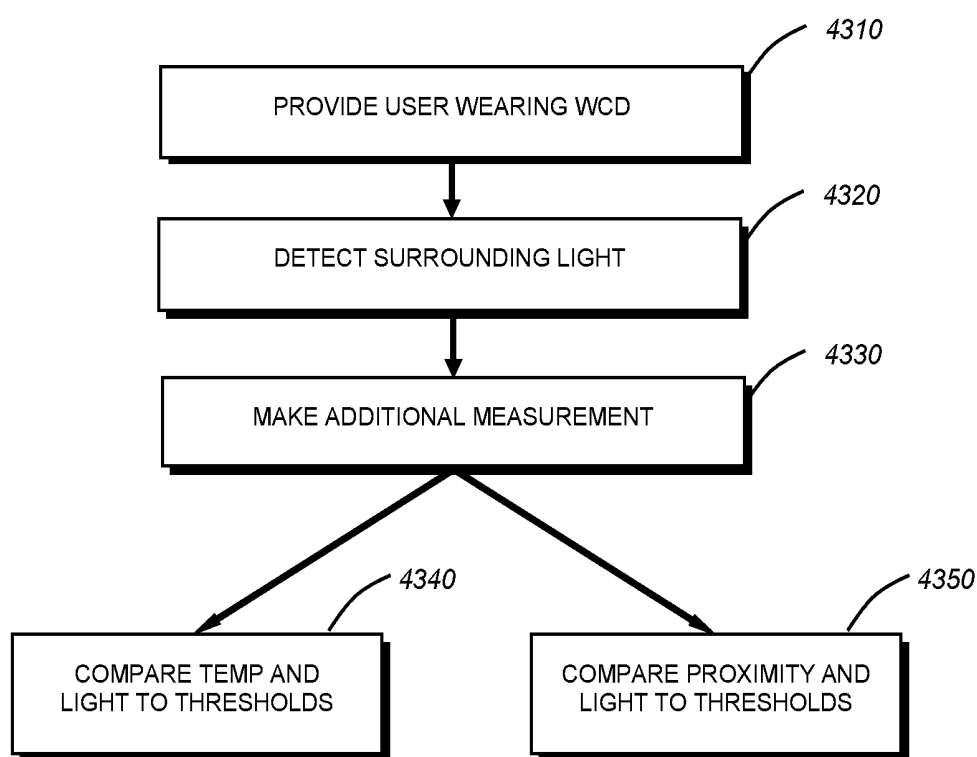 4310
PROVIDE USER WEARING WCD
4320
DETECT SURROUNDING LIGHT
4330
MAKE ADDITIONAL MEASUREMENT
4340
COMPARE TEMP AND
LIGHT TO THRESHOLDS
4350
COMPARE PROXIMITY AND
LIGHT TO THRESHOLDS